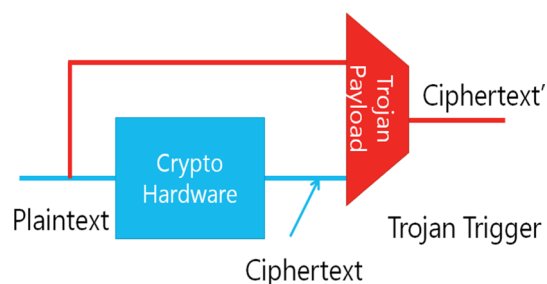 Trojan
Payload
Ciphertext'
Crypto
Hardware
Plaintext
Trojan Trigger
Ciphertext